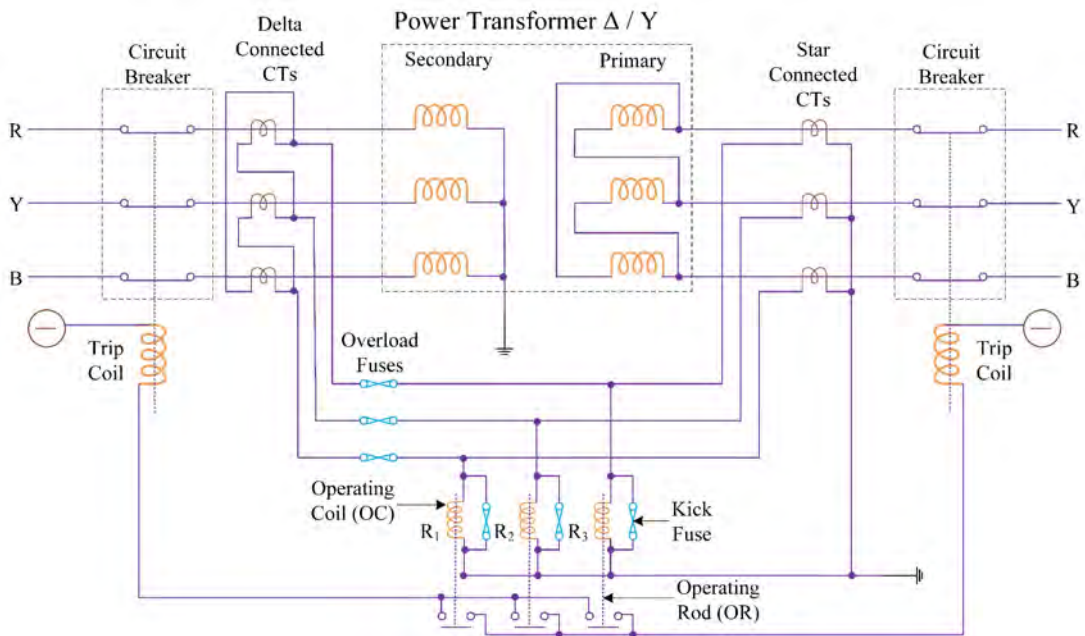 Power Transformer Δ / Y
Delta
Connected
CTs
Circuit
Breaker
Secondary
Primary
Star
Connected
CTs
Circuit
Breaker
R
R
Y
Y
B
B
Trip
Coil
Overload
Fuses
Trip
Coil
Operating
Coil (OC)
R1
R2
R3
Kick
Fuse
Operating
Rod (OR)